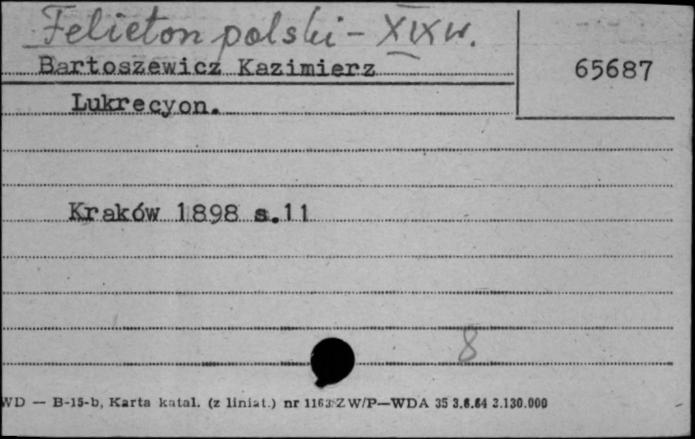 Felieton polski - XIX w.
Bartoszewicz Kazimierz
65687
Lukrecyon.
Kraków 1898 s.11
8
WD — B-15-b, Karta katal. (z liniat.) nr 1163 ZW/P—WDA 35 3.6.64 2.130.000